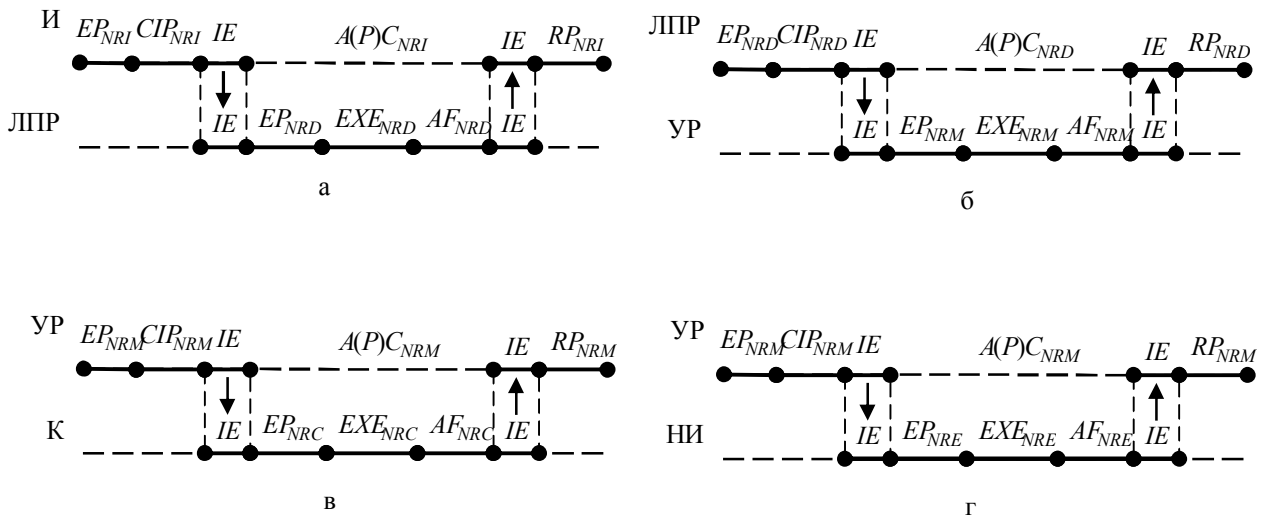 И
EP_NRI CIP_NRI IE A(P)C_NRI IE RP_NRI
ЛПР
IE EP_NRD EXE_NRD AF_NRD IE
а
ЛПР
EP_NRD CIP_NRD IE A(P)C_NRD IE RP_NRD
УР
IE EP_NRM EXE_NRM AF_NRM IE
б
УР
EP_NRM CIP_NRM IE A(P)C_NRM IE RP_NRM
К
IE EP_NRC EXE_NRC AF_NRC IE
в
УР
EP_NRM CIP_NRM IE A(P)C_NRM IE RP_NRM
НИ
IE EP_NRE EXE_NRE AF_NRE IE
г